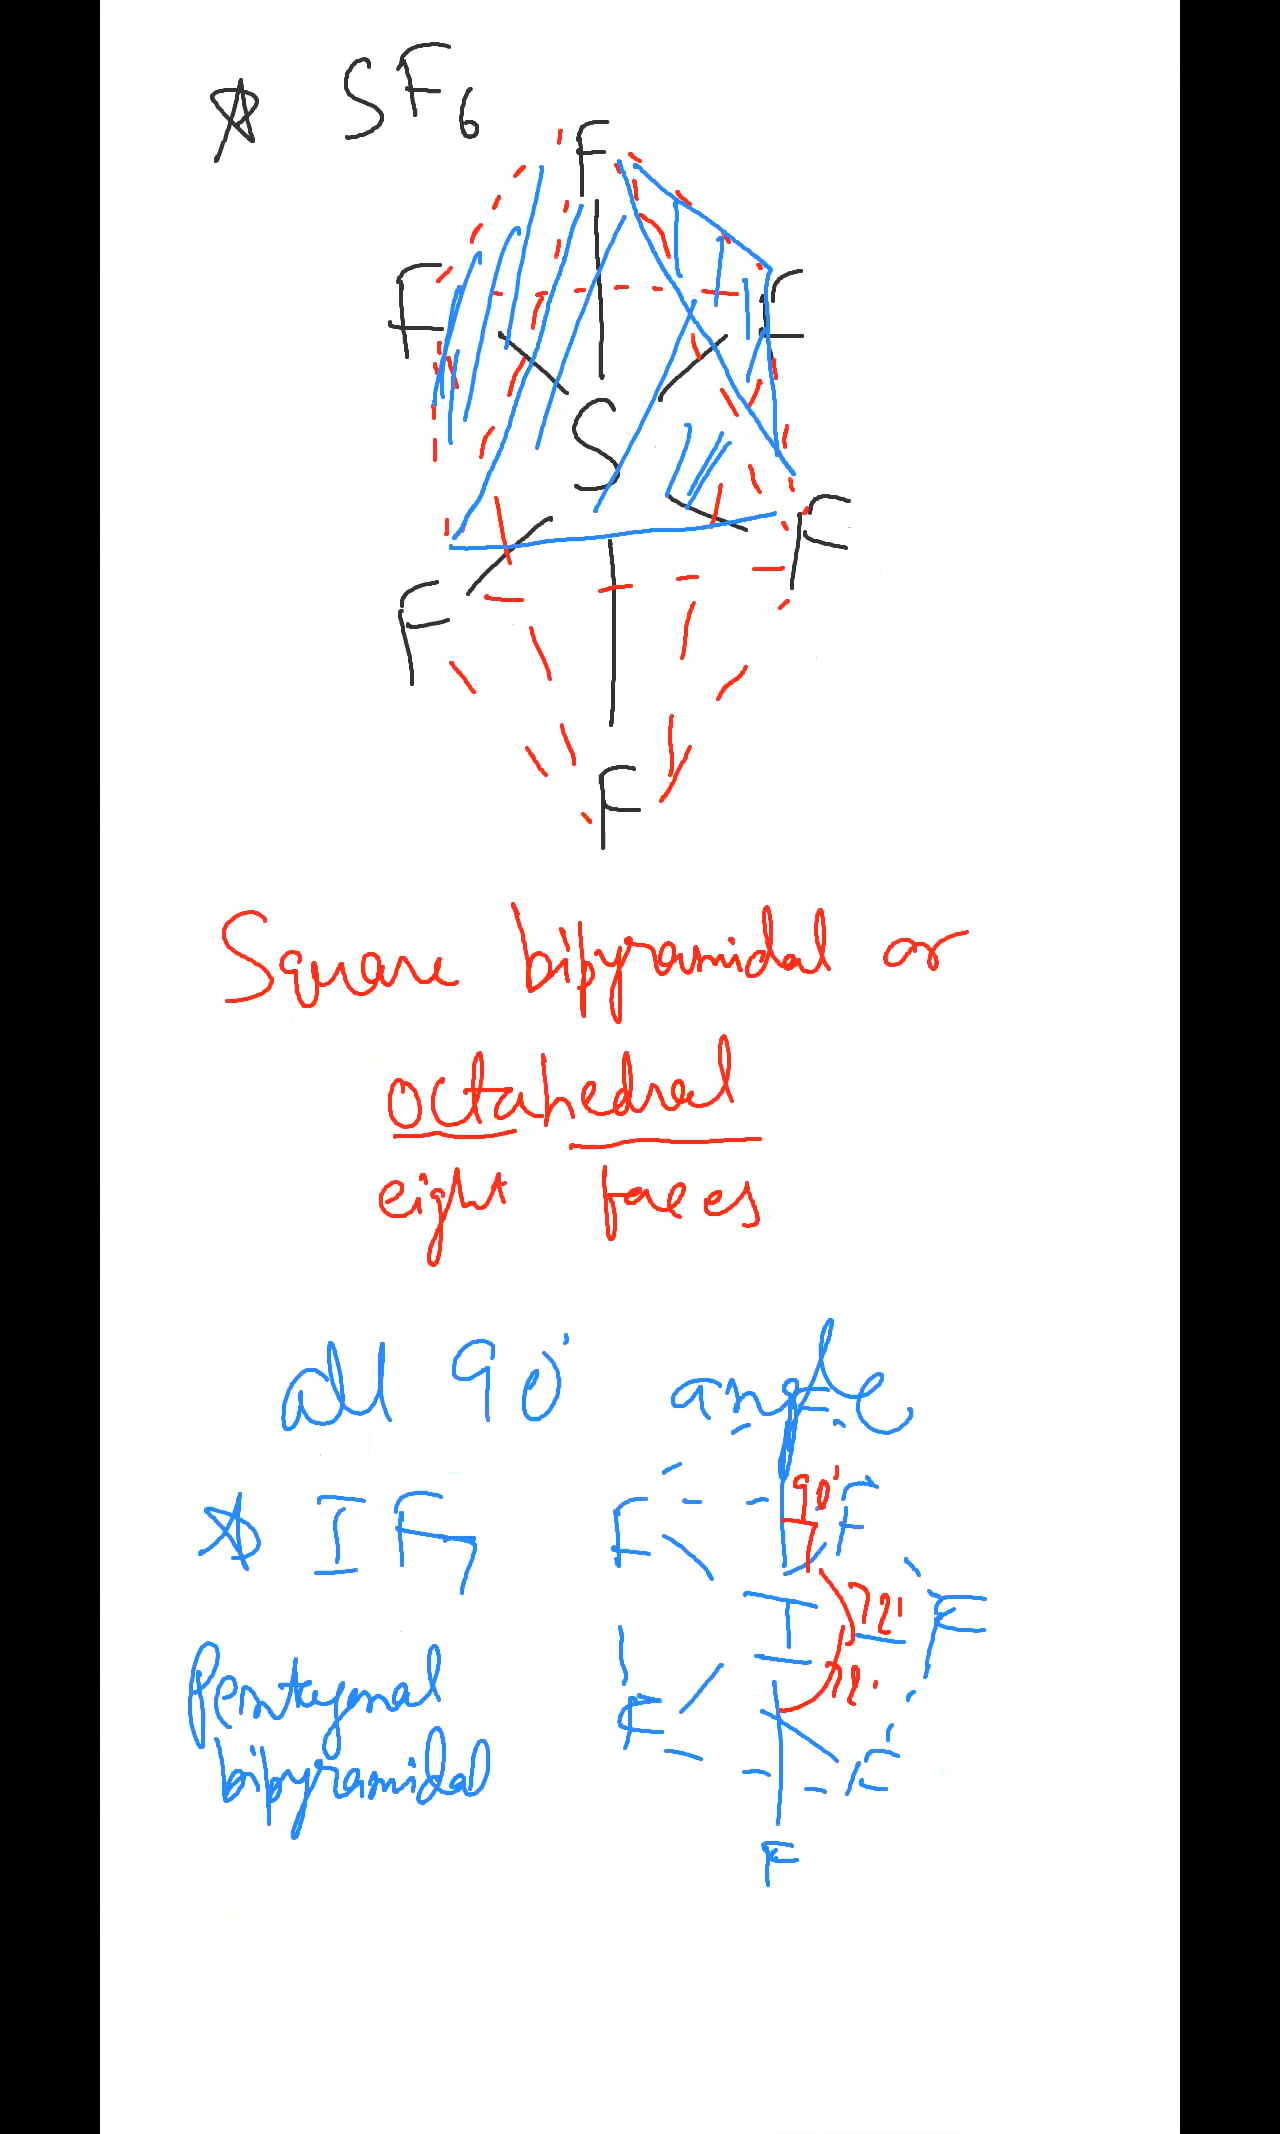 SF6
F
F F
S
F
F
F
Square bipyramidal or
octahedral
eight faces
all 90° angle
F
90°
IF7 F F
I 72° F
72°
Pentagonal F
bipyramidal F
F